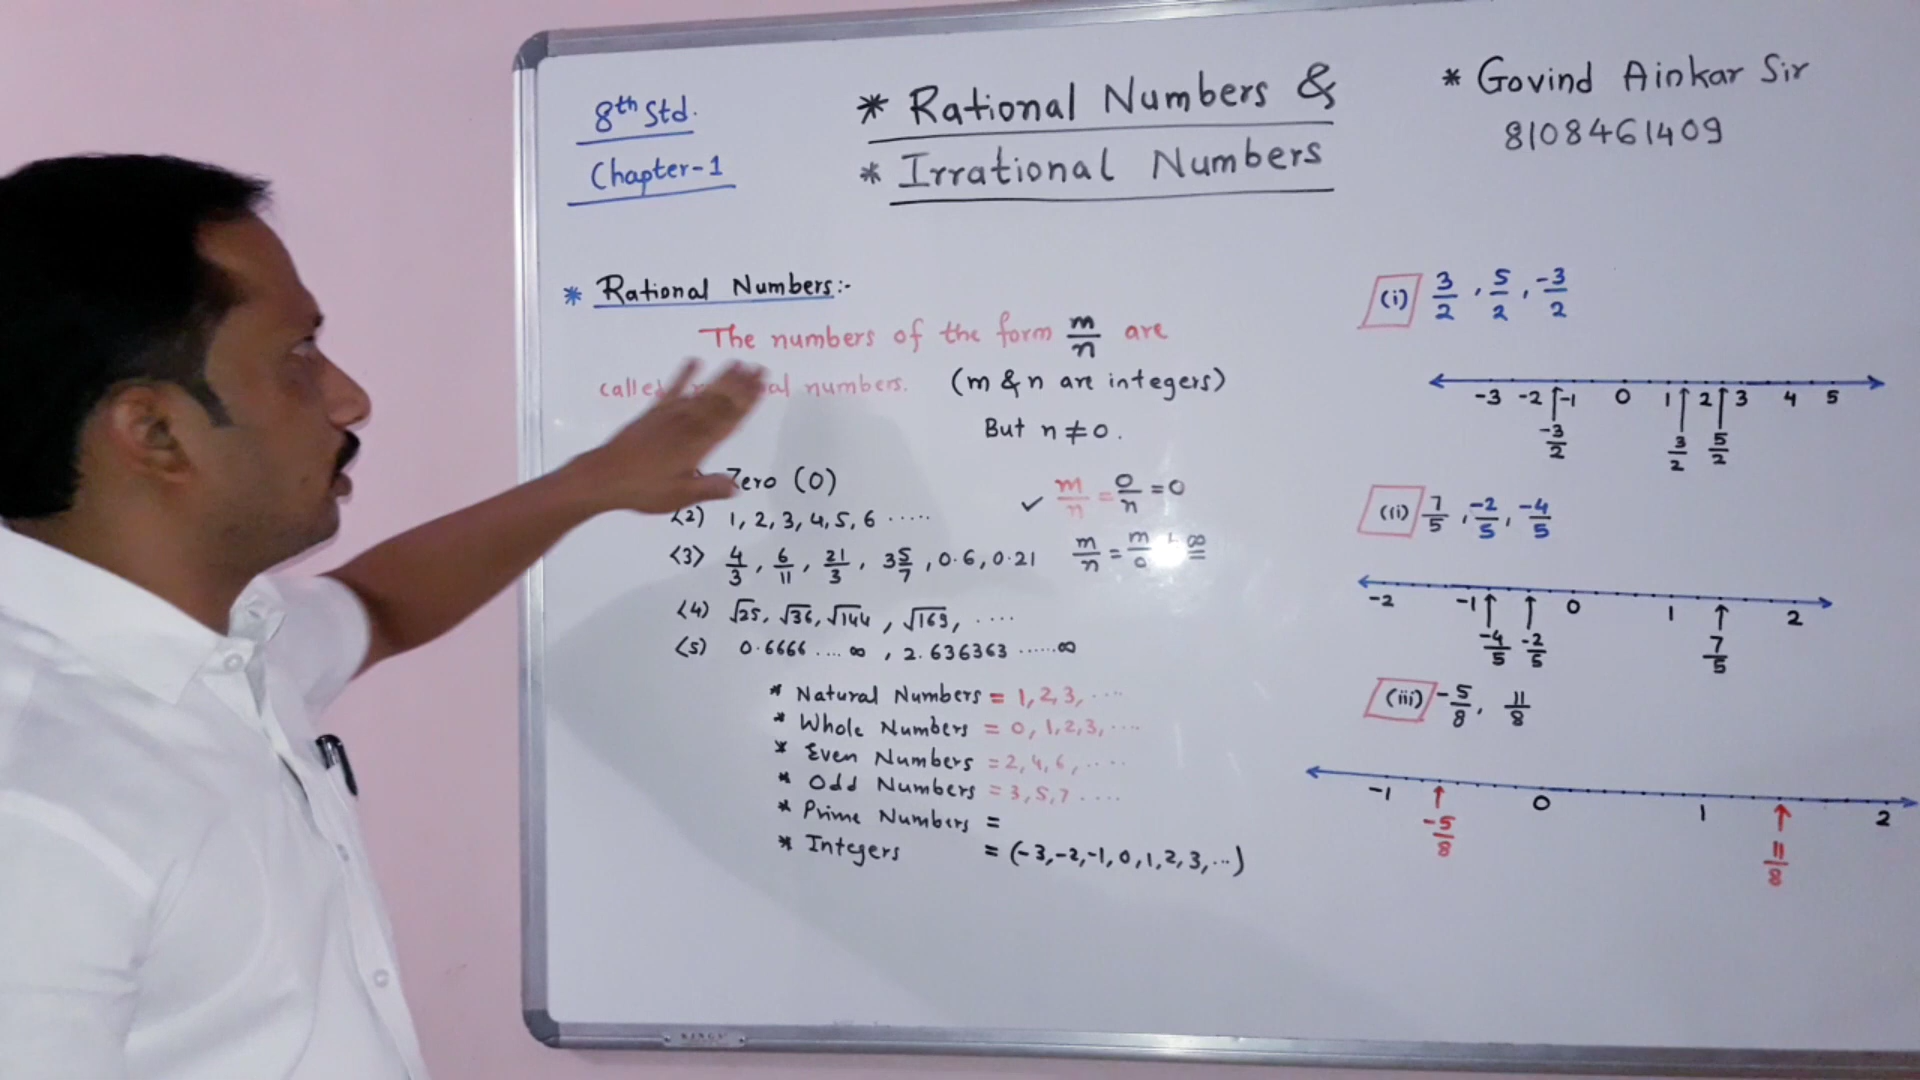 8th Std.
Chapter-1
* Rational Numbers &
* Irrational Numbers
* Govind Ainkar Sir
8108461409
* Rational Numbers:-
The numbers of the form m/n are
called numbers. (m & n are integers)
But n ≠ 0.
Zero (0)
<2> 1, 2, 3, 4, 5, 6 .....
<3> 4/3, 6/11, 21/3, 3 5/7, 0.6, 0.21
<4> √25, √36, √144, √169, ....
<5> 0.6666 .... ∞, 2.636363 ......∞
✓ m/n = 0/n = 0
m/n = m/0 ∞
* Natural Numbers = 1, 2, 3, ....
* Whole Numbers = 0, 1, 2, 3, ....
* Even Numbers = 2, 4, 6, ....
* Odd Numbers = 3, 5, 7 ....
* Prime Numbers =
* Integers = (-3, -2, -1, 0, 1, 2, 3, ...)
(i) 3/2, 5/2, -3/2
-3 -2 -1 0 1 2 3 4 5
-3/2 3/2 5/2
(ii) 7/5, -2/5, -4/5
-2 -1 0 1 2
-4/5 -2/5 7/5
(iii) -5/8, 11/8
-1 0 1 2
-5/8 11/8